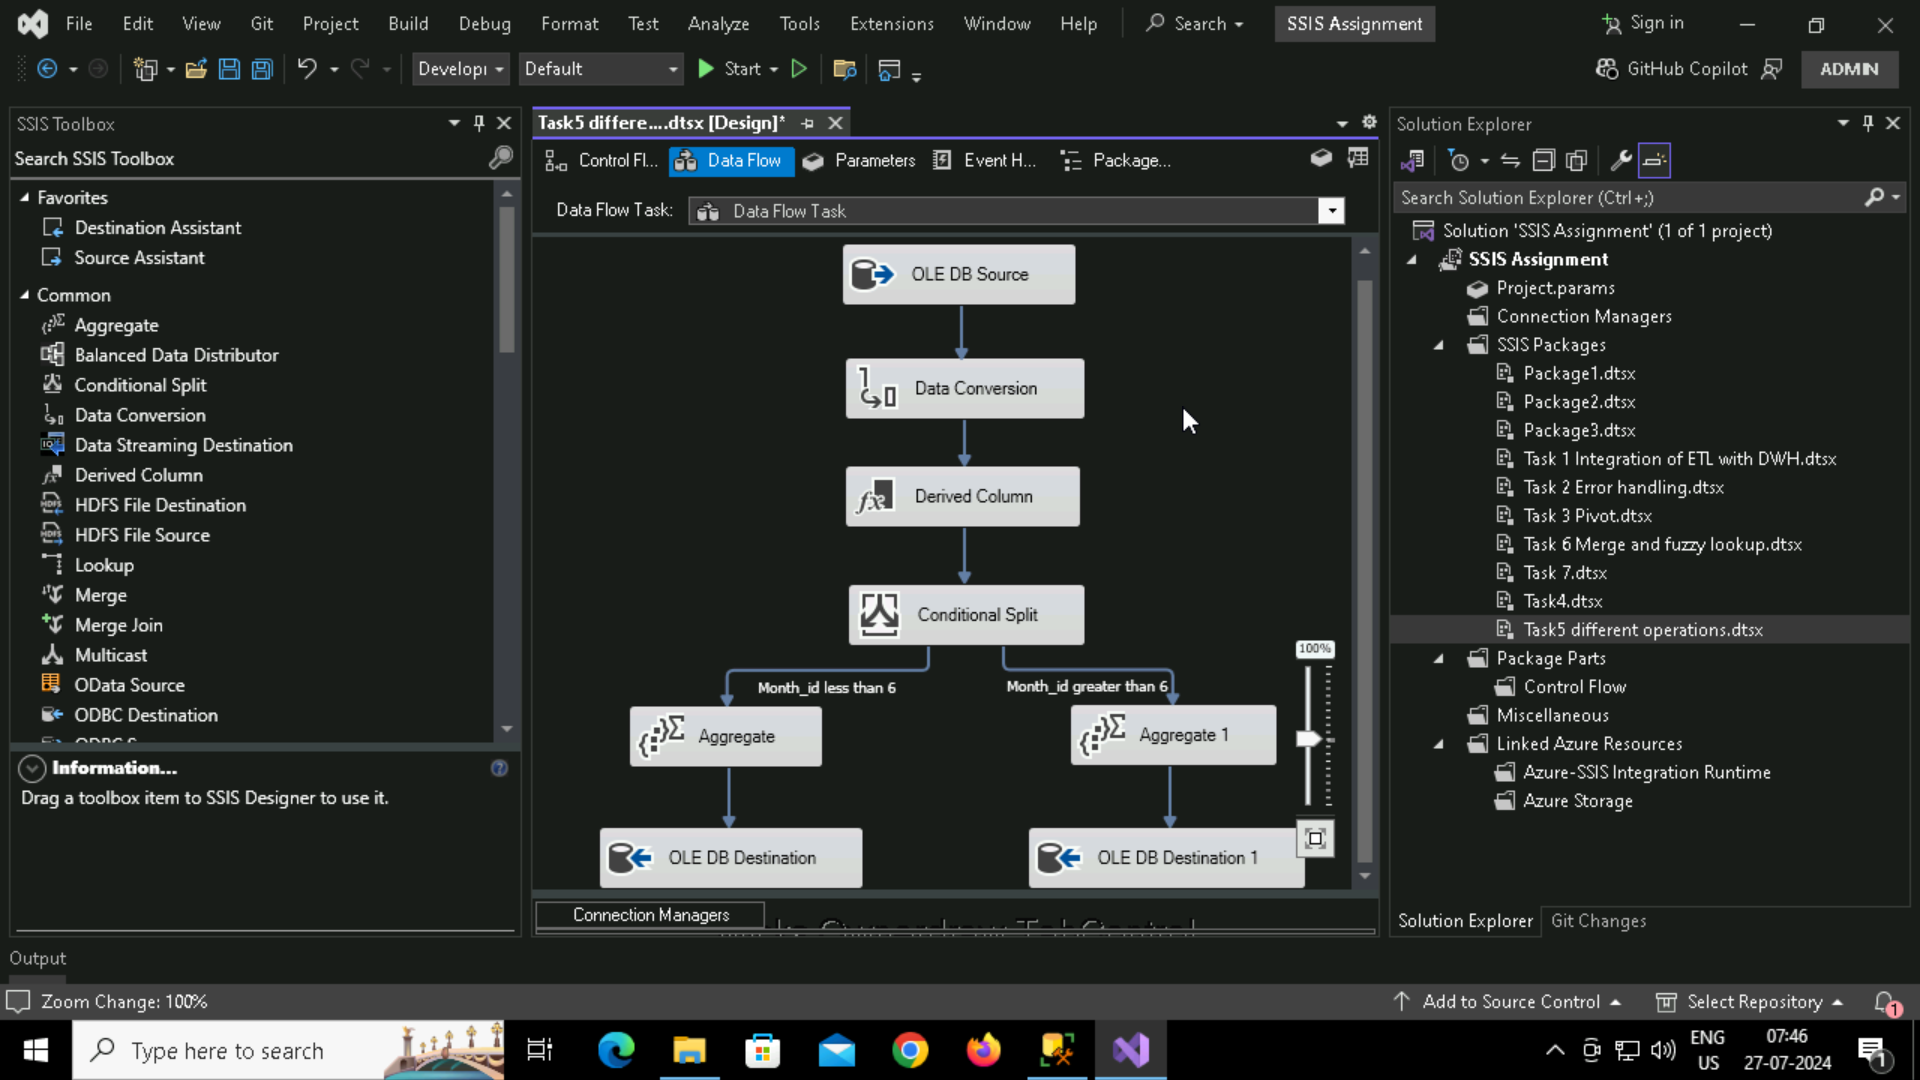 File Edit View Git Project Build Debug Format Test Analyze Tools Extensions Window Help Search SSIS Assignment Sign in
Developi Default Start GitHub Copilot ADMIN
SSIS Toolbox
Search SSIS Toolbox
Favorites
Destination Assistant
Source Assistant
Common
Aggregate
Balanced Data Distributor
Conditional Split
Data Conversion
Data Streaming Destination
Derived Column
HDFS File Destination
HDFS File Source
Lookup
Merge
Merge Join
Multicast
OData Source
ODBC Destination
Information...
Drag a toolbox item to SSIS Designer to use it.
Task5 differe....dtsx [Design]*
Control Fl... Data Flow Parameters Event H... Package...
Data Flow Task: Data Flow Task
OLE DB Source
Data Conversion
Derived Column
Conditional Split
100%
Month_id less than 6 Month_id greater than 6
Aggregate Aggregate 1
OLE DB Destination OLE DB Destination 1
Connection Managers
Solution Explorer
Search Solution Explorer (Ctrl+;)
Solution 'SSIS Assignment' (1 of 1 project)
SSIS Assignment
Project.params
Connection Managers
SSIS Packages
Package1.dtsx
Package2.dtsx
Package3.dtsx
Task 1 Integration of ETL with DWH.dtsx
Task 2 Error handling.dtsx
Task 3 Pivot.dtsx
Task 6 Merge and fuzzy lookup.dtsx
Task 7.dtsx
Task4.dtsx
Task5 different operations.dtsx
Package Parts
Control Flow
Miscellaneous
Linked Azure Resources
Azure-SSIS Integration Runtime
Azure Storage
Solution Explorer Git Changes
Output
Zoom Change: 100% Add to Source Control Select Repository 1
Type here to search
ENG
US
07:46
27-07-2024
1